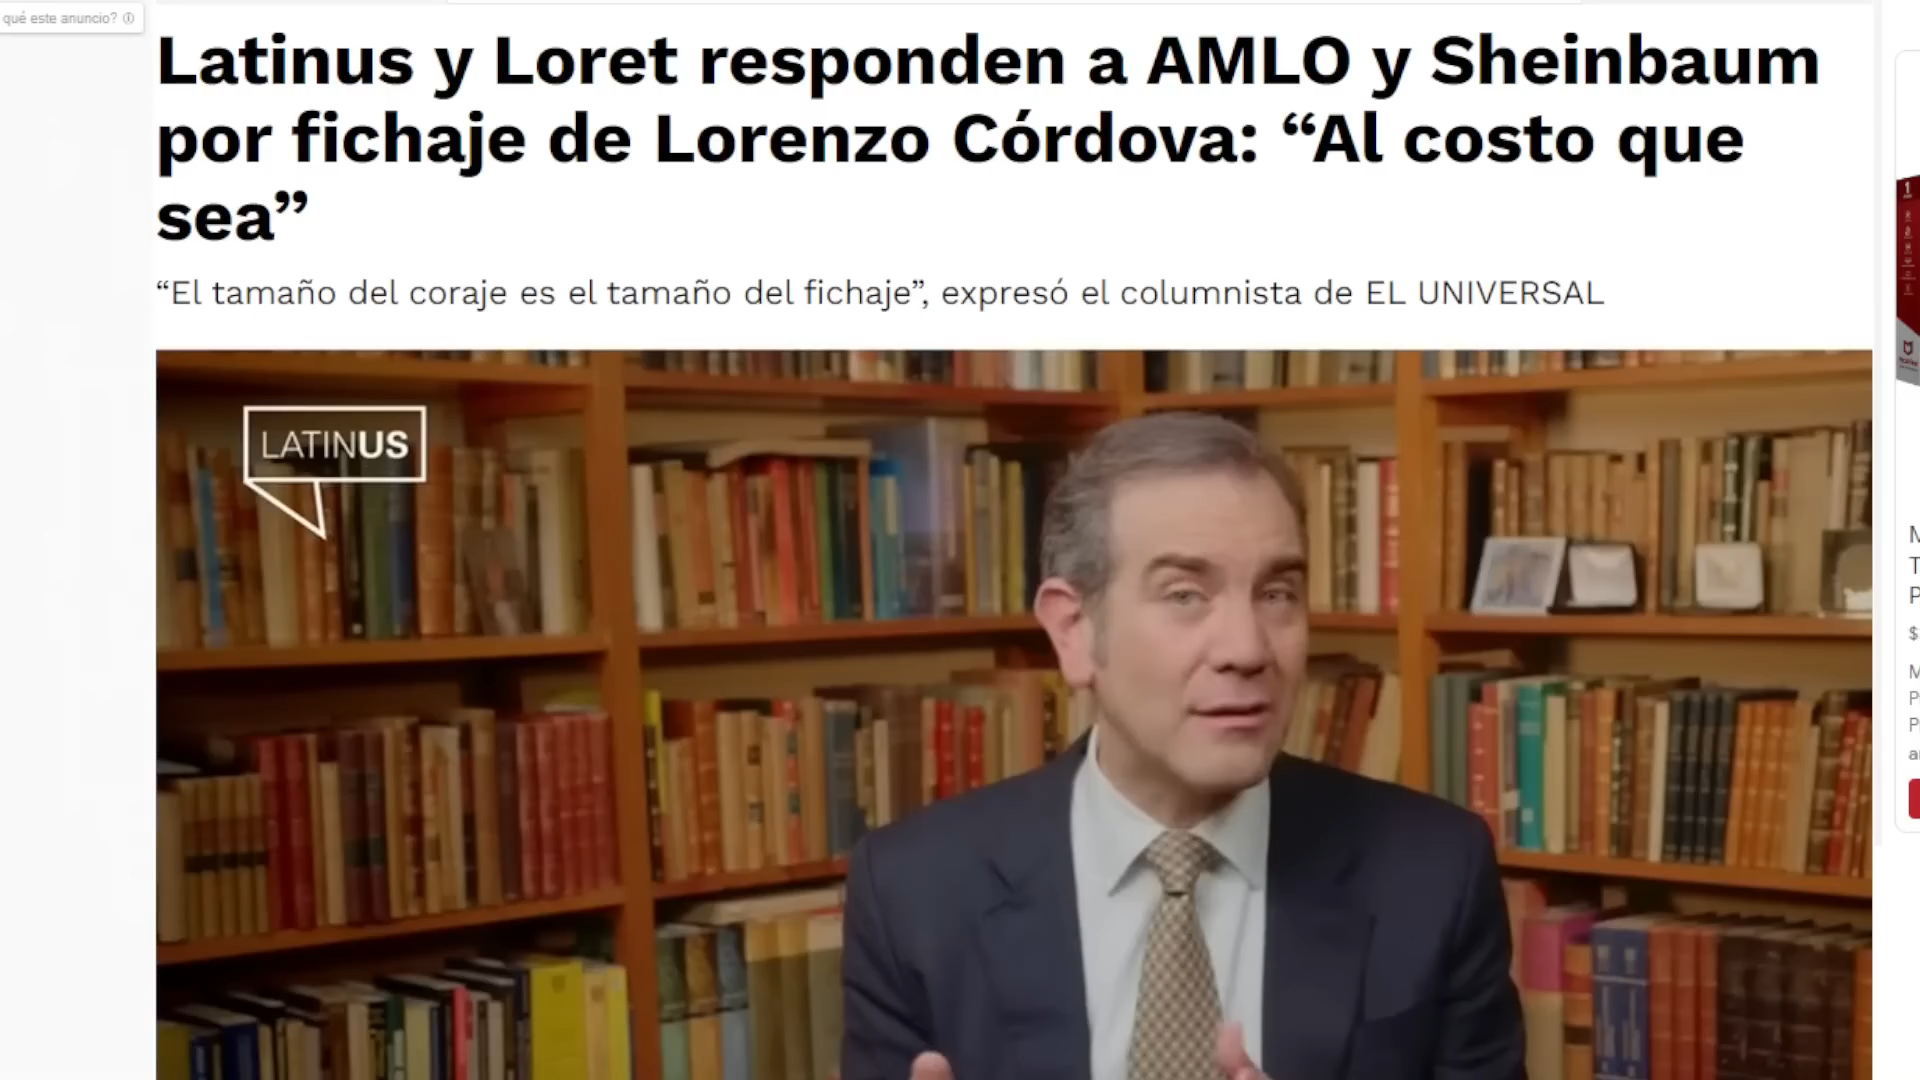 qué este anuncio?
Latinus y Loret responden a AMLO y Sheinbaum
por fichaje de Lorenzo Córdova: “Al costo que
sea”
“El tamaño del coraje es el tamaño del fichaje”, expresó el columnista de EL UNIVERSAL
LATINUS
1
M
T
P
$
M
P
P
a